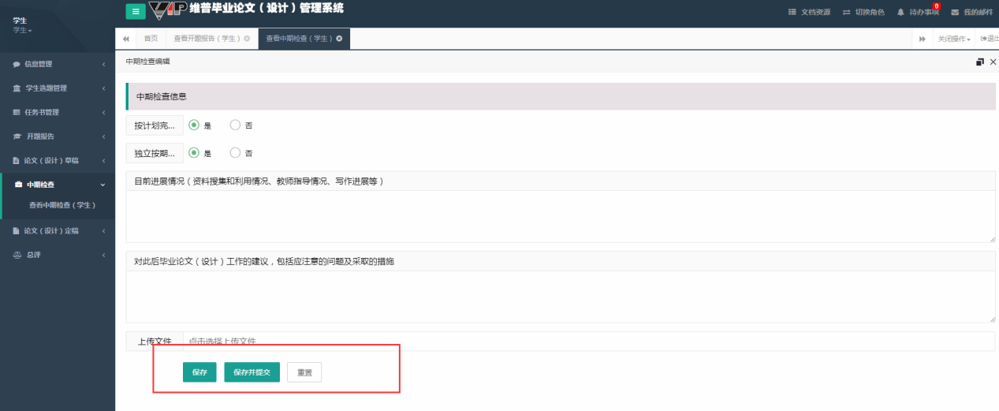 学生
学生
VIP 维普毕业论文（设计）管理系统
文档资源 切换角色 待办事项 0 我的邮件
首页 查看开题报告（学生） 查看中期检查（学生） 关闭操作 退出
信息管理
学生选题管理
任务书管理
开题报告
论文（设计）草稿
中期检查
查看中期检查（学生）
论文（设计）定稿
总评
中期检查编辑
中期检查信息
按计划完... 是 否
独立按期... 是 否
目前进展情况（资料搜集和利用情况、教师指导情况、写作进展等）
对此后毕业论文（设计）工作的建议，包括应注意的问题及采取的措施
上传文件 点击选择上传文件
保存 保存并提交 重置